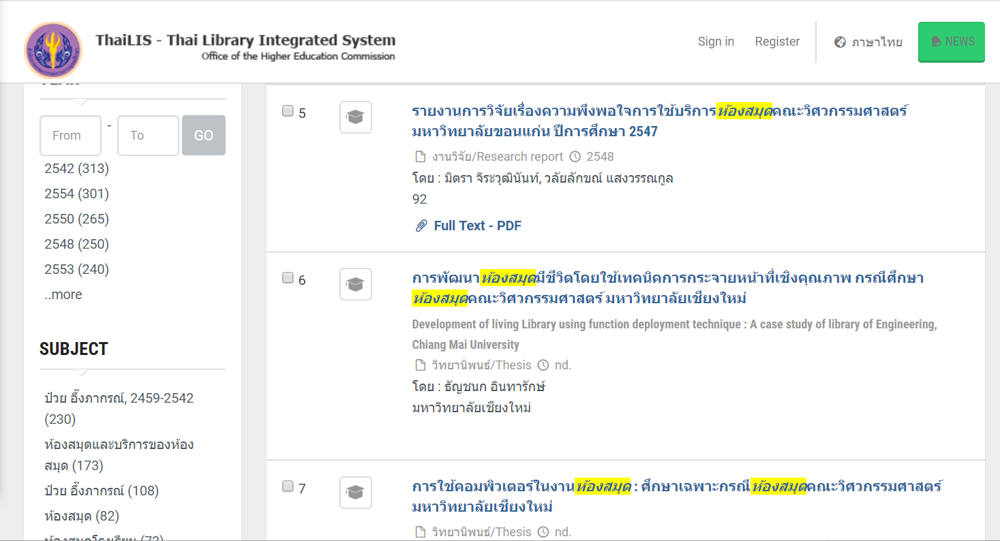 ThaiLIS - Thai Library Integrated System
Office of the Higher Education Commission
Sign in
Register
ภาษาไทย
NEWS
From
-
To
GO
2542 (313)
2554 (301)
2550 (265)
2548 (250)
2553 (240)
..more
SUBJECT
ป๋วย อึ๊งภากรณ์, 2459-2542
(230)
ห้องสมุดและบริการของห้อง
สมุด (173)
ป๋วย อึ๊งภากรณ์ (108)
ห้องสมุด (82)
5
รายงานการวิจัยเรื่องความพึงพอใจการใช้บริการห้องสมุดคณะวิศวกรรมศาสตร์
มหาวิทยาลัยขอนแก่น ปีการศึกษา 2547
งานวิจัย/Research report 2548
โดย : มิตรา จิระวุฒินันท์, วลัยลักขณ์ แสงวรรณกูล
92
Full Text - PDF
6
การพัฒนาห้องสมุดมีชีวิตโดยใช้เทคนิคการกระจายหน้าที่เชิงคุณภาพ กรณีศึกษา
ห้องสมุดคณะวิศวกรรมศาสตร์ มหาวิทยาลัยเชียงใหม่
Development of living Library using function deployment technique : A case study of library of Engineering,
Chiang Mai University
วิทยานิพนธ์/Thesis nd.
โดย : ธัญชนก อินทารักษ์
มหาวิทยาลัยเชียงใหม่
7
การใช้คอมพิวเตอร์ในงานห้องสมุด : ศึกษาเฉพาะกรณีห้องสมุดคณะวิศวกรรมศาสตร์
มหาวิทยาลัยเชียงใหม่
วิทยานิพนธ์/Thesis nd.